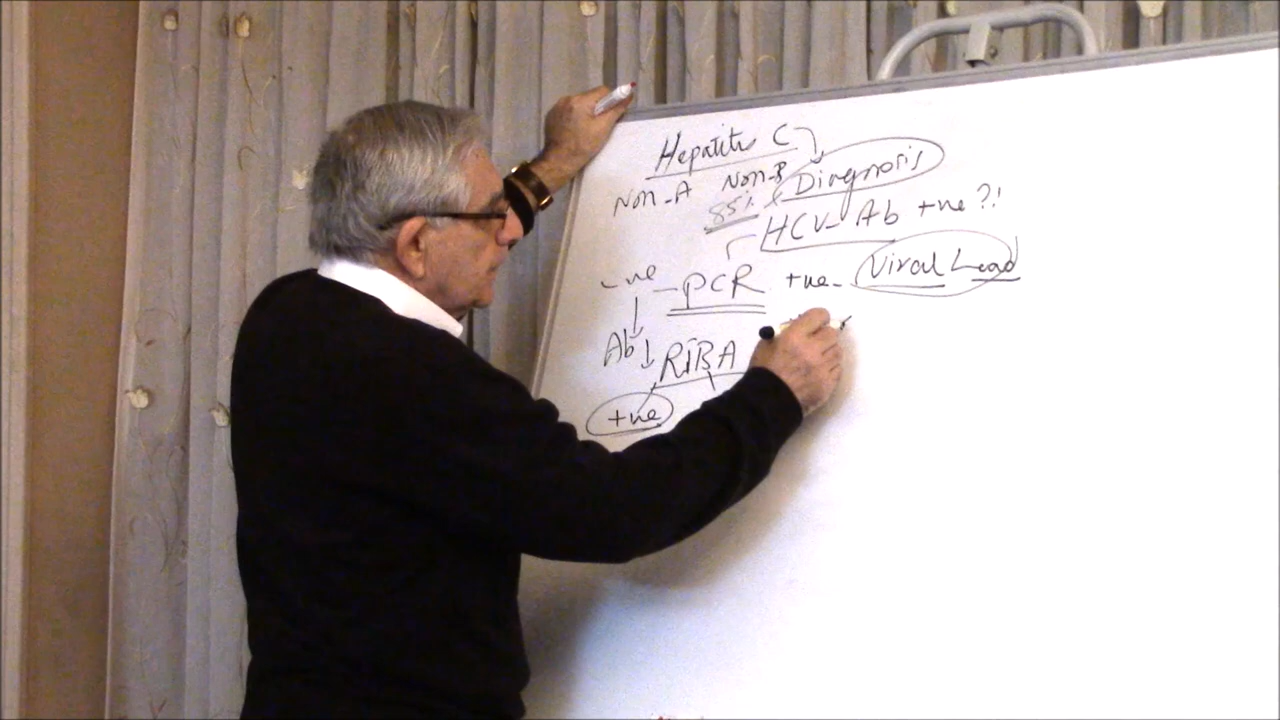 Hepatitis C
Non-A Non-B Diagnosis
85%
HCV-Ab +ve ?!
-ve - PCR +ve - Viral Load
Ab RIBA
+ve